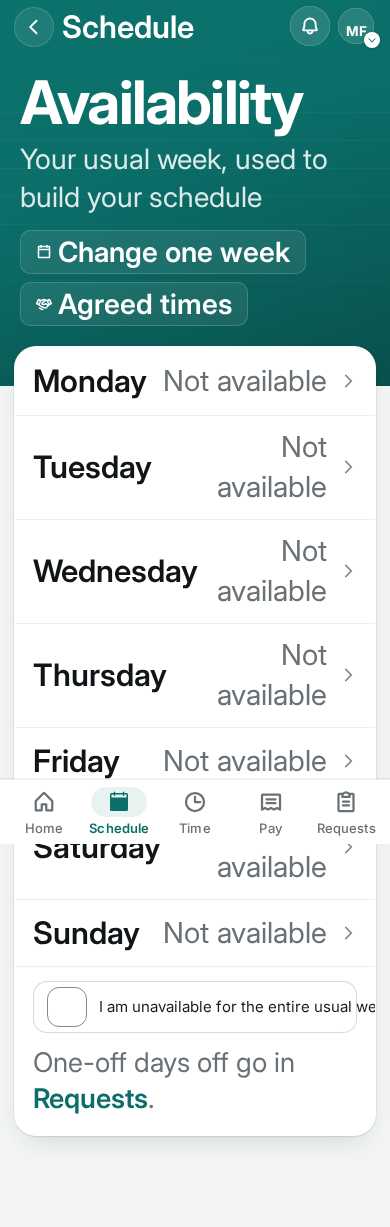 Schedule
MF
Availability
Your usual week, used to
build your schedule
Change one week
Agreed times
Monday Not available
Tuesday Not
available
Wednesday Not
available
Thursday Not
available
Friday Not available
Home Schedule Time Pay Requests
Saturday
available
Sunday Not available
I am unavailable for the entire usual we
One-off days off go in
Requests.